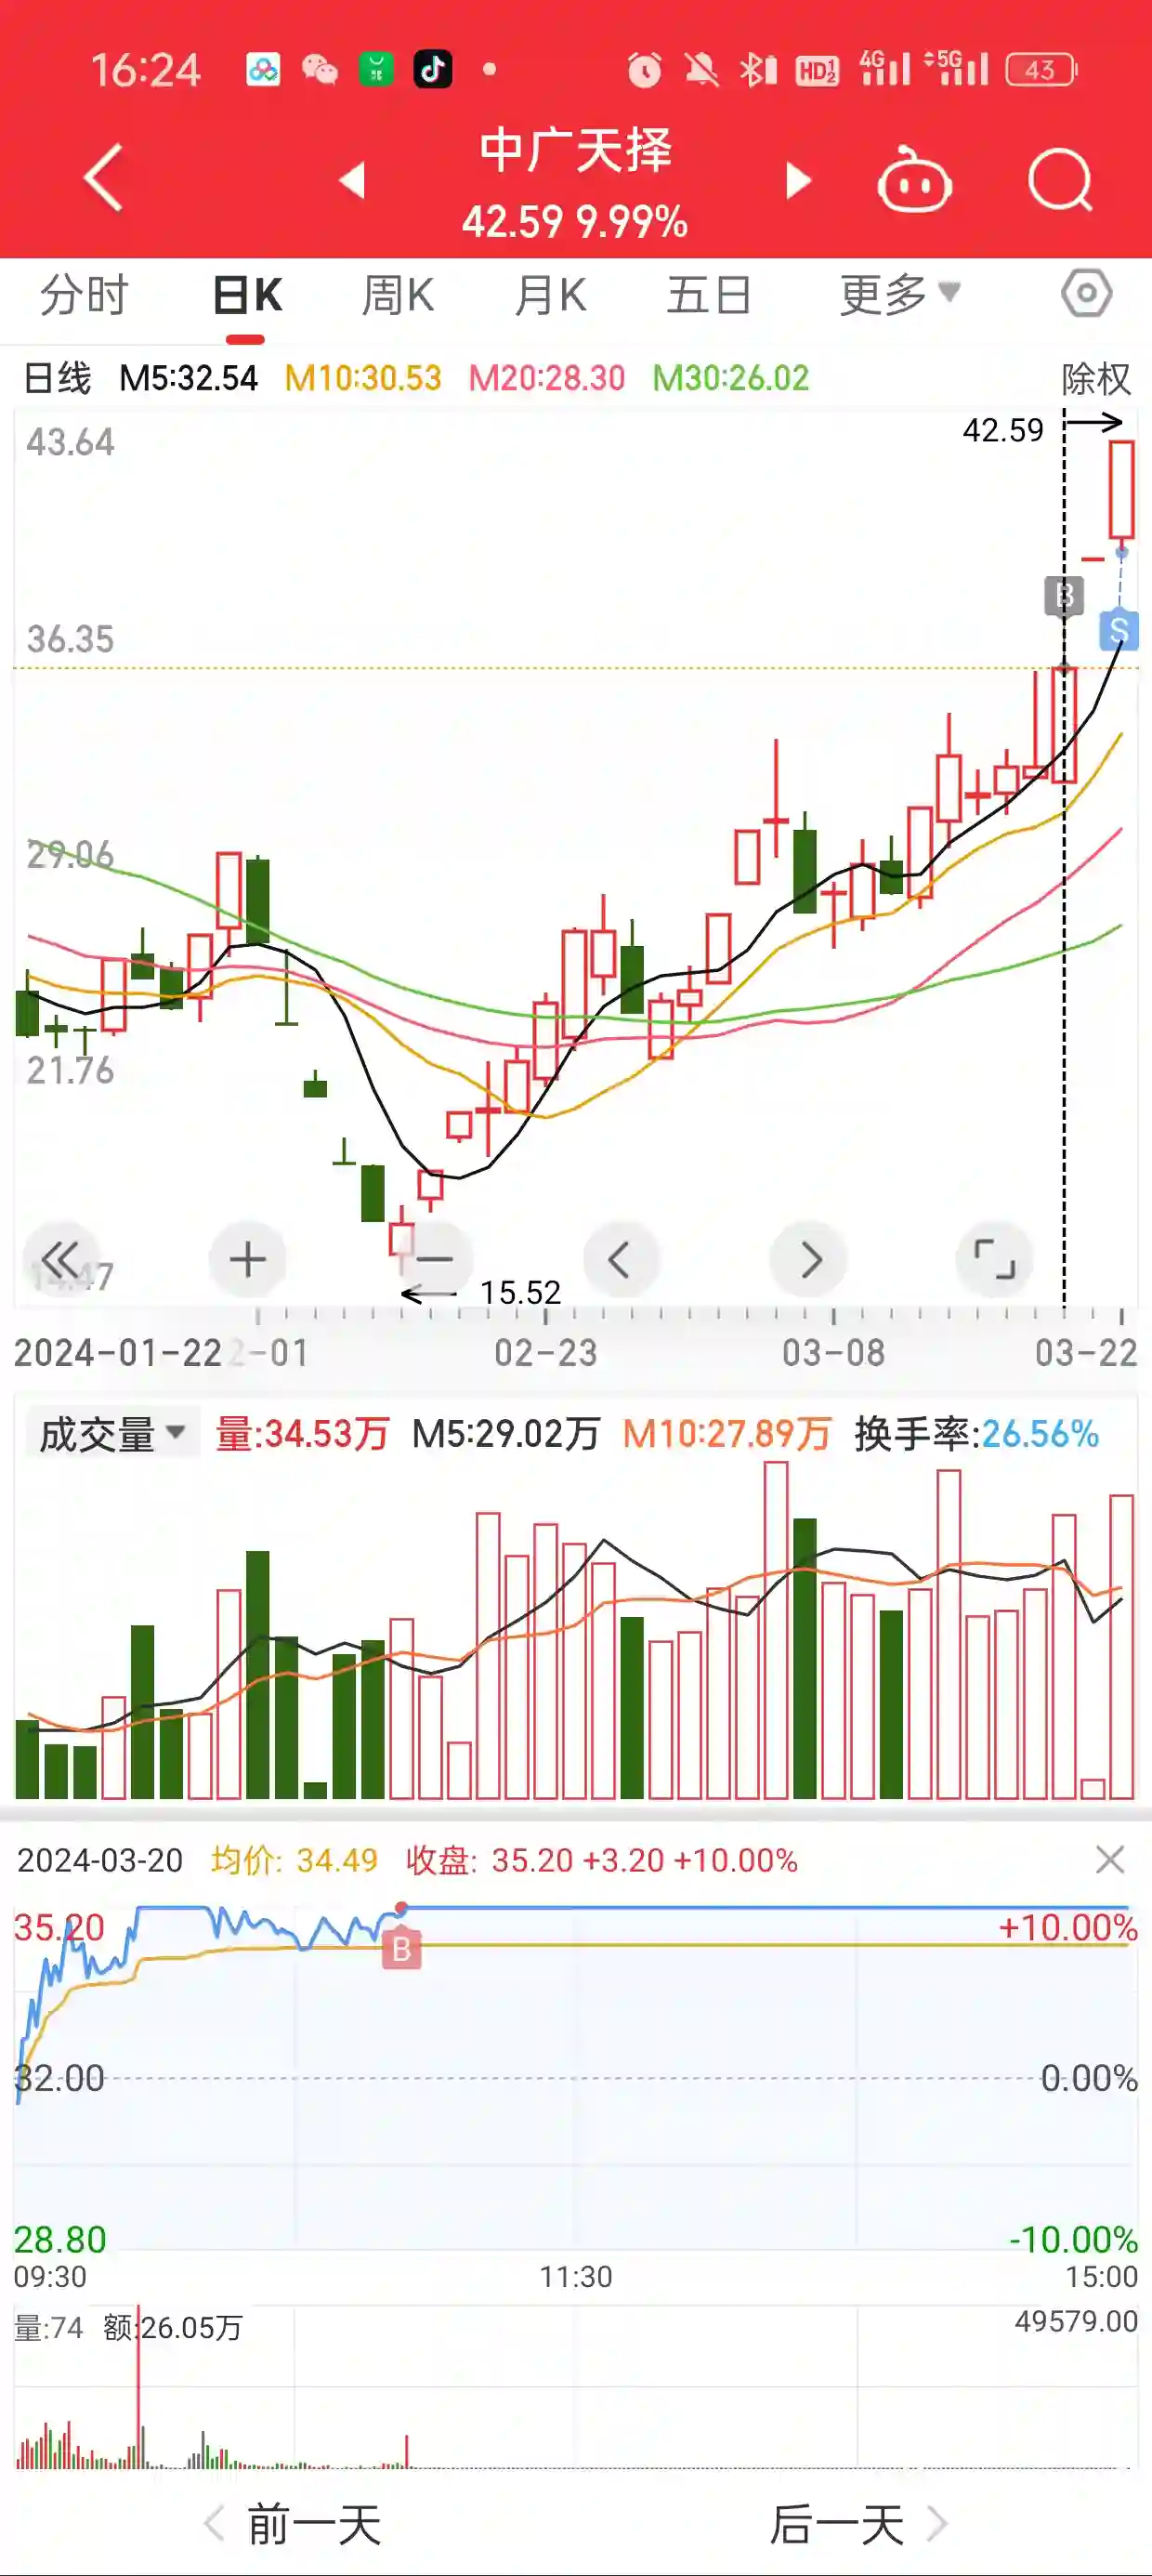 16:24
HD 1 2 4G 5G 43
中广天择
42.59 9.99%
分时 日K 周K 月K 五日 更多
日线 M5:32.54 M10:30.53 M20:28.30 M30:26.02 除权
43.64
42.59
B
36.35
S
29.06
21.76
14.47
15.52
2024-01-22 2-01 02-23 03-08 03-22
成交量 量:34.53万 M5:29.02万 M10:27.89万 换手率:26.56%
2024-03-20 均价: 34.49 收盘: 35.20 +3.20 +10.00%
35.20 +10.00%
B
32.00 0.00%
28.80 -10.00%
09:30 11:30 15:00
量:74 额:26.05万 49579.00
前一天 后一天